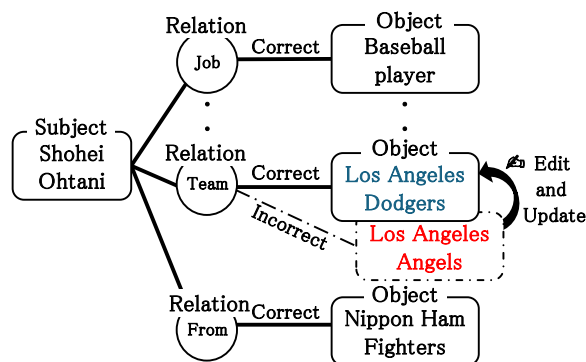 Relation
Job
Correct
Object
Baseball
player
Subject
Shohei
Ohtani
Relation
Team
Correct
Incorrect
Object
Los Angeles
Dodgers
Los Angeles
Angels
✍ Edit
and
Update
Relation
From
Correct
Object
Nippon Ham
Fighters